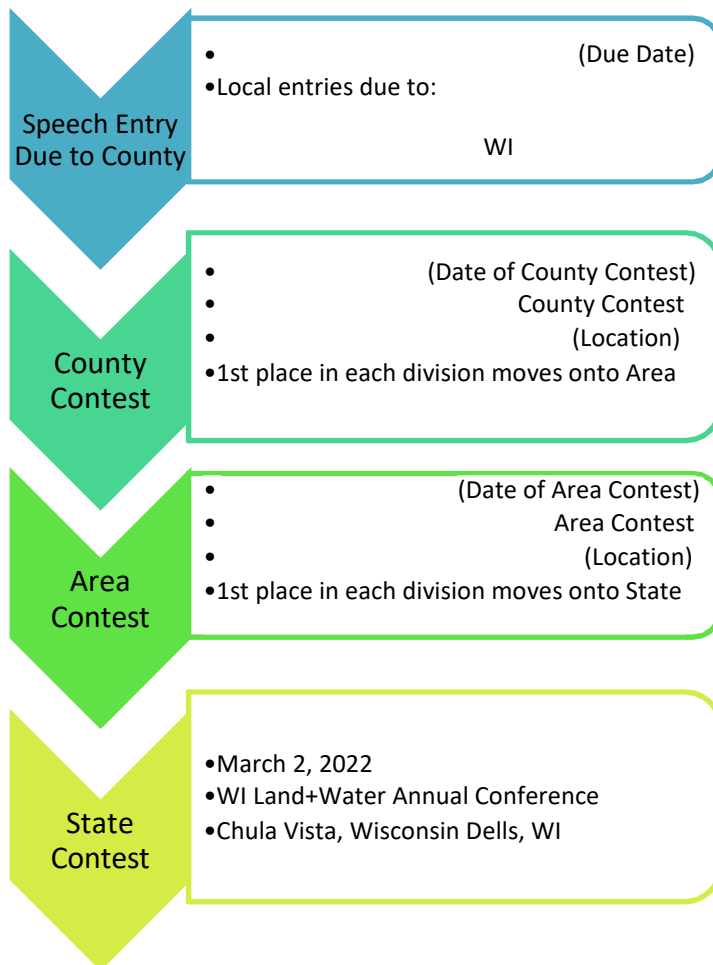 Speech Entry
Due to County
• (Due Date)
•Local entries due to:
WI
County
Contest
• (Date of County Contest)
• County Contest
• (Location)
•1st place in each division moves onto Area
Area
Contest
• (Date of Area Contest)
• Area Contest
• (Location)
•1st place in each division moves onto State
State
Contest
•March 2, 2022
•WI Land+Water Annual Conference
•Chula Vista, Wisconsin Dells, WI